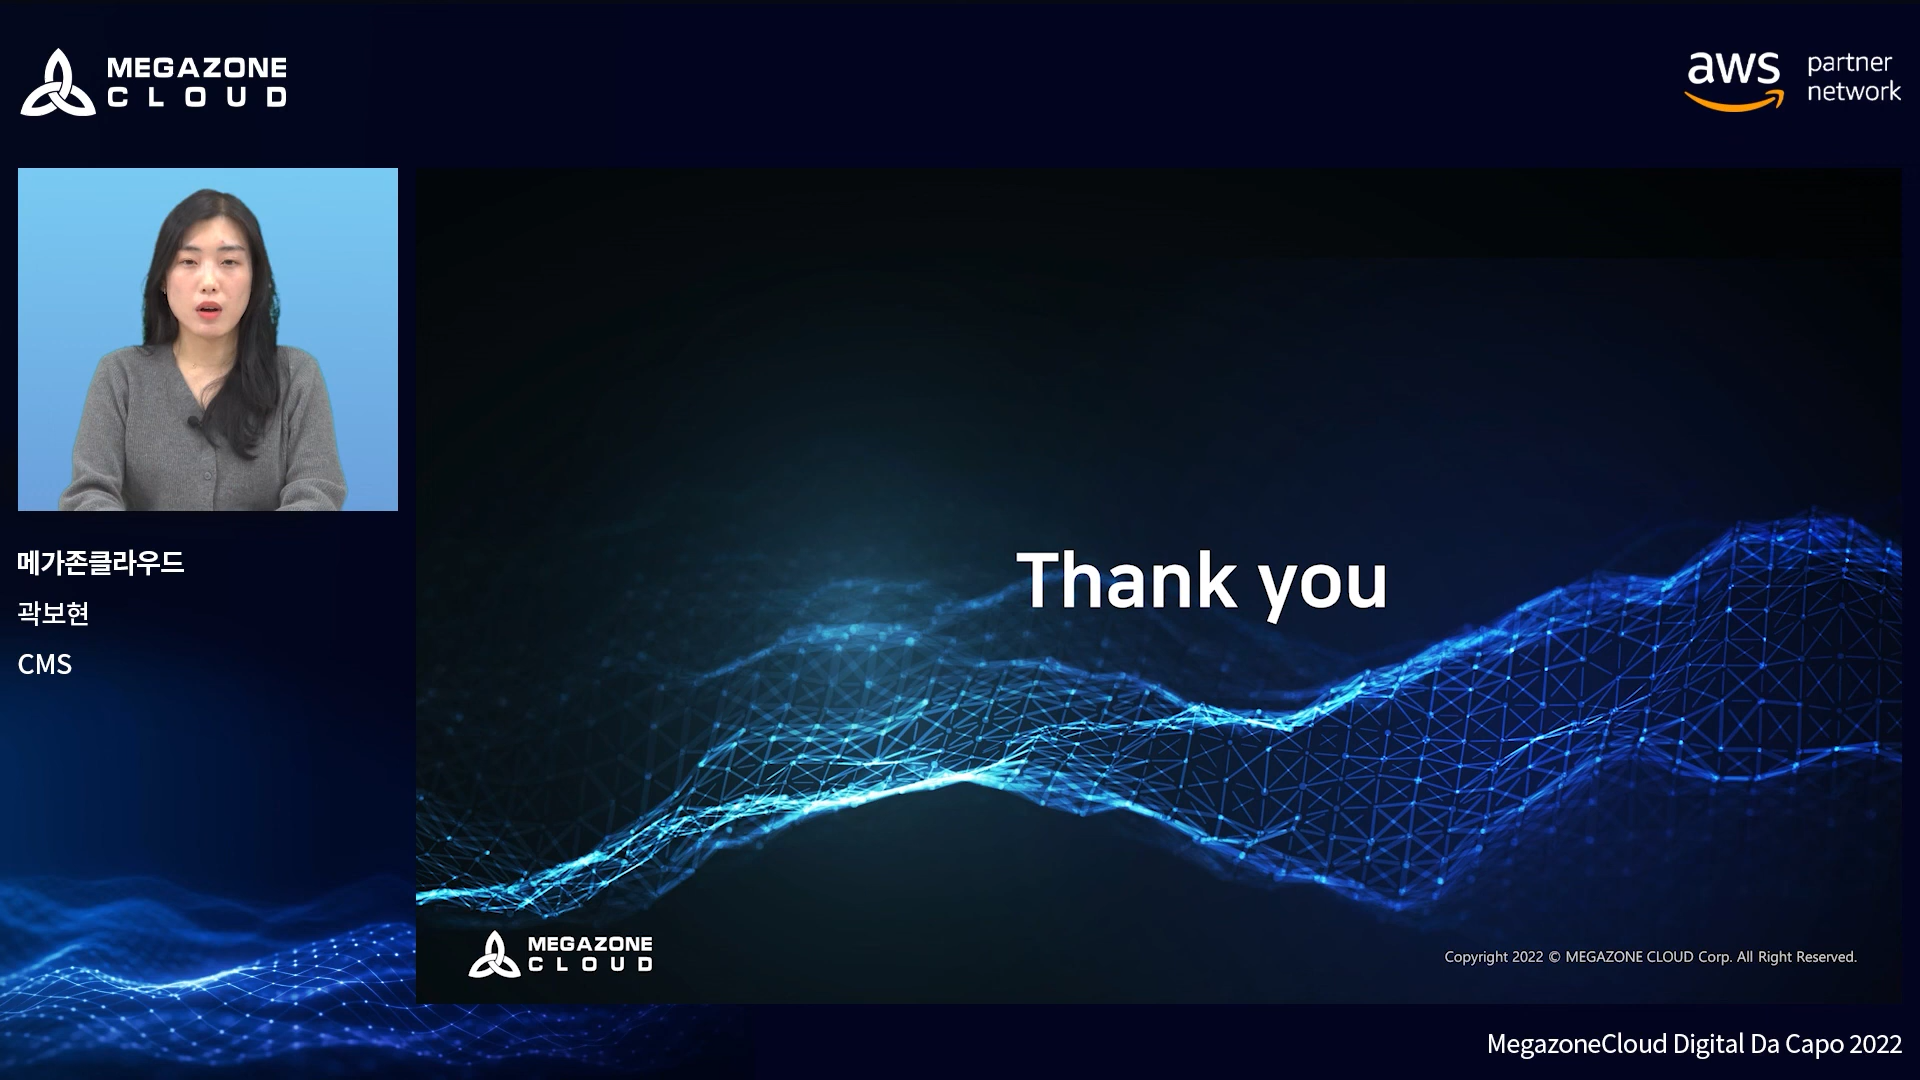 MEGAZONE
CLOUD
aws
partner
network
메가존클라우드
곽보현
CMS
Thank you
MEGAZONE
CLOUD
Copyright 2022 © MEGAZONE CLOUD Corp. All Right Reserved.
MegazoneCloud Digital Da Capo 2022